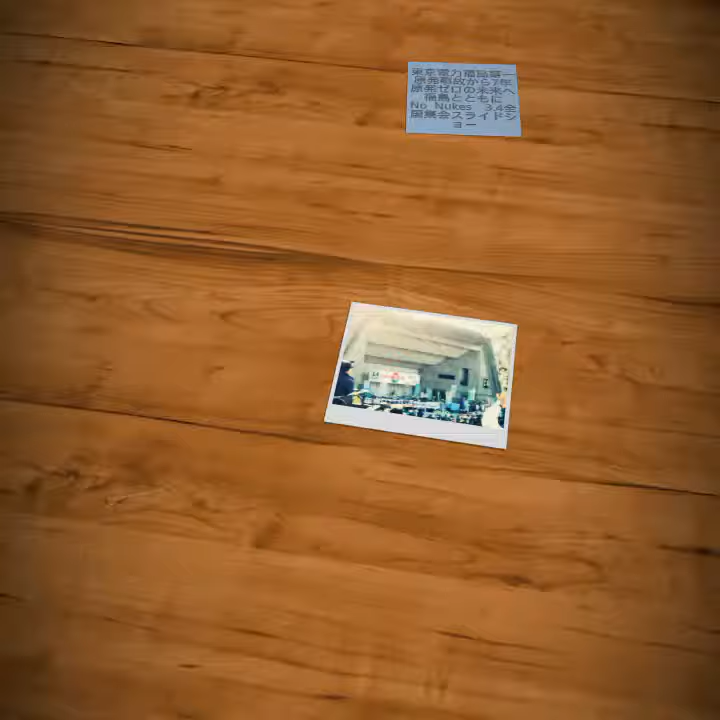 東京電力福島第一
原発事故から7年
原発ゼロの未来へ
福島とともに
No Nukes 3.4全
国集会スライドシ
ョー